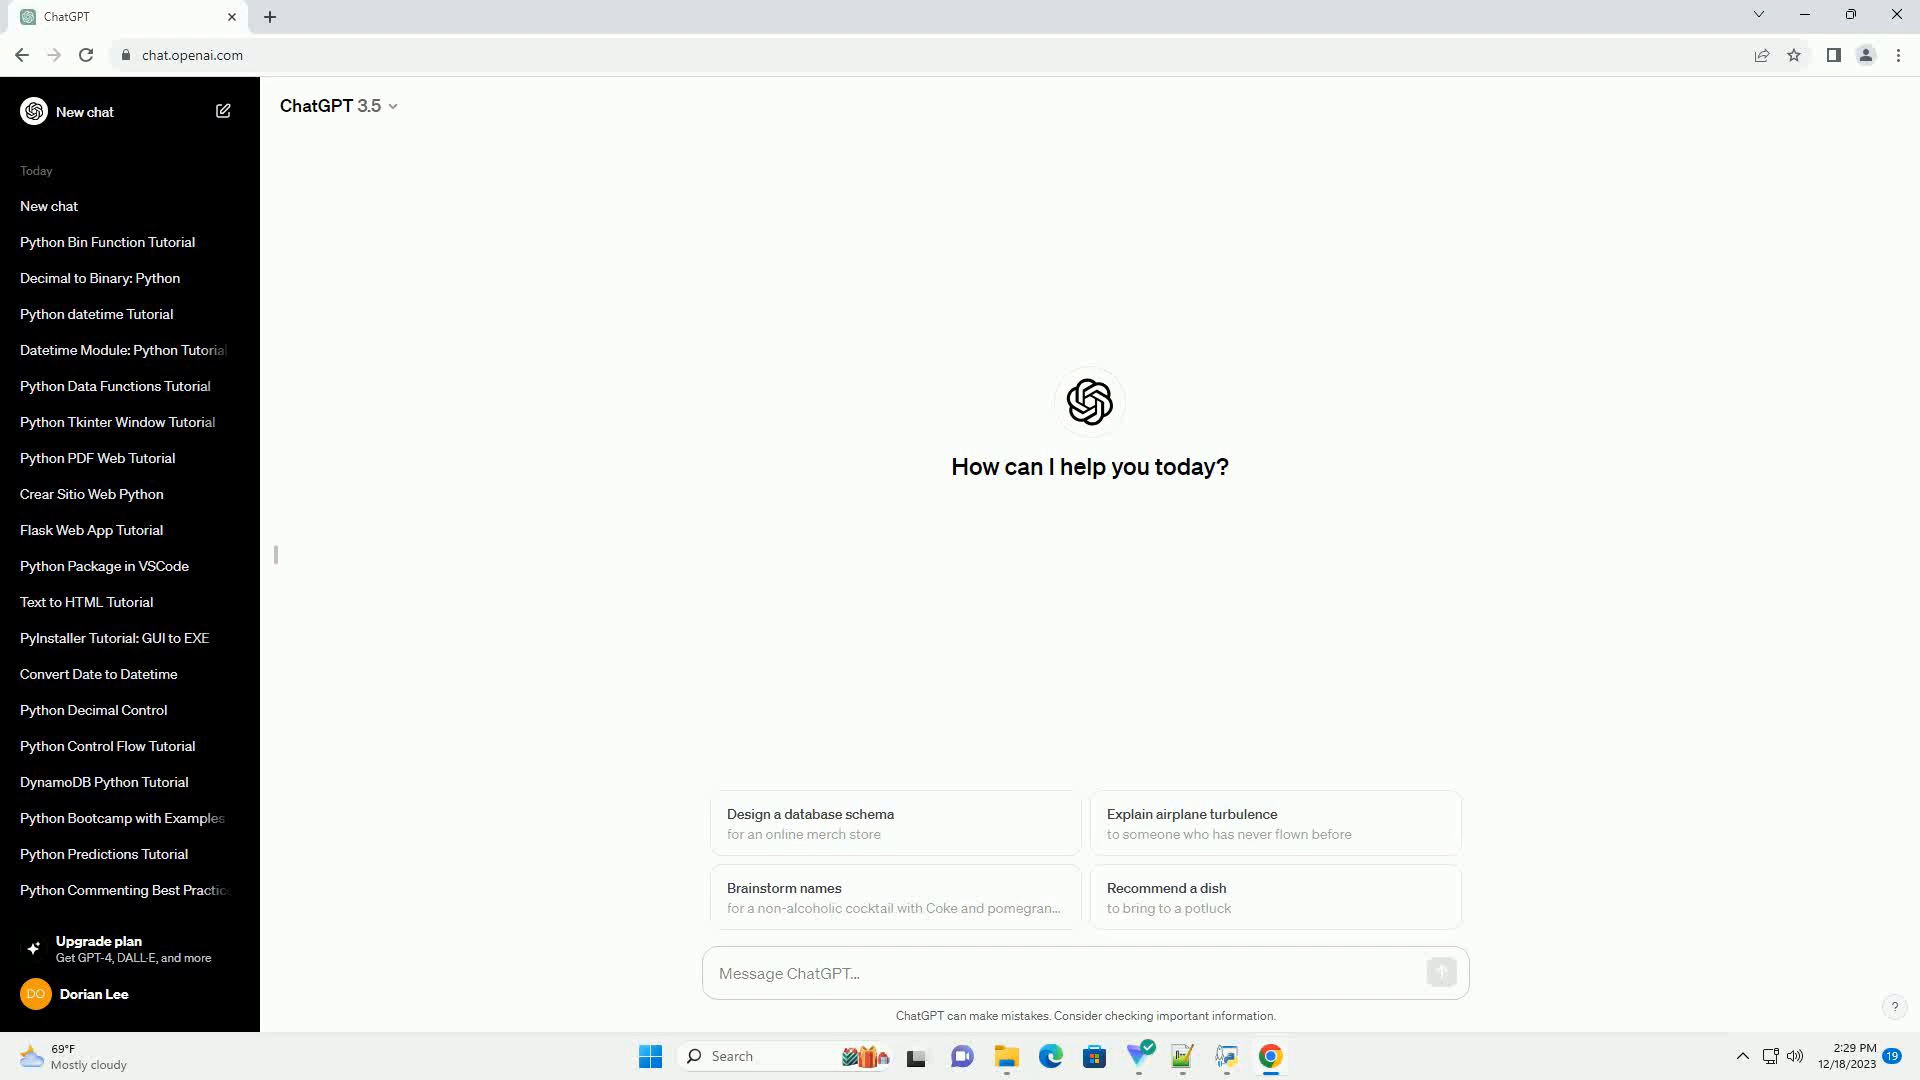 ChatGPT
chat.openai.com
New chat
Today
New chat
Python Bin Function Tutorial
Decimal to Binary: Python
Python datetime Tutorial
Datetime Module: Python Tutorial
Python Data Functions Tutorial
Python Tkinter Window Tutorial
Python PDF Web Tutorial
Crear Sitio Web Python
Flask Web App Tutorial
Python Package in VSCode
Text to HTML Tutorial
PyInstaller Tutorial: GUI to EXE
Convert Date to Datetime
Python Decimal Control
Python Control Flow Tutorial
DynamoDB Python Tutorial
Python Bootcamp with Examples
Python Predictions Tutorial
Python Commenting Best Practic
Upgrade plan
Get GPT-4, DALL·E, and more
DO
Dorian Lee
ChatGPT 3.5
How can I help you today?
Design a database schema
for an online merch store
Explain airplane turbulence
to someone who has never flown before
Brainstorm names
for a non-alcoholic cocktail with Coke and pomegran...
Recommend a dish
to bring to a potluck
Message ChatGPT...
ChatGPT can make mistakes. Consider checking important information.
?
69°F
Mostly cloudy
Search
2:29 PM
12/18/2023
19